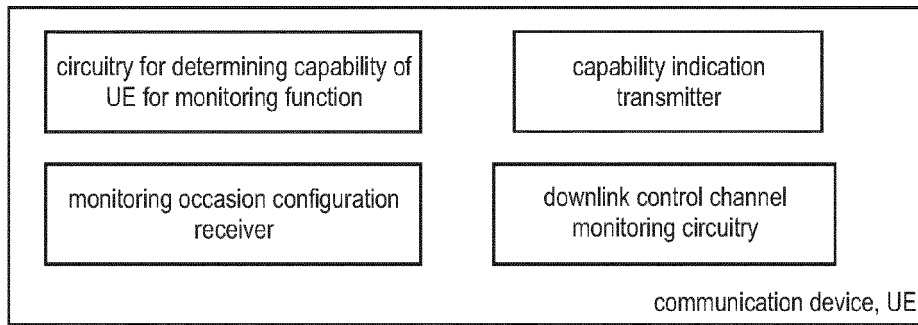 circuitry for determining capability of
UE for monitoring function
capability indication
transmitter
monitoring occasion configuration
receiver
downlink control channel
monitoring circuitry
communication device, UE